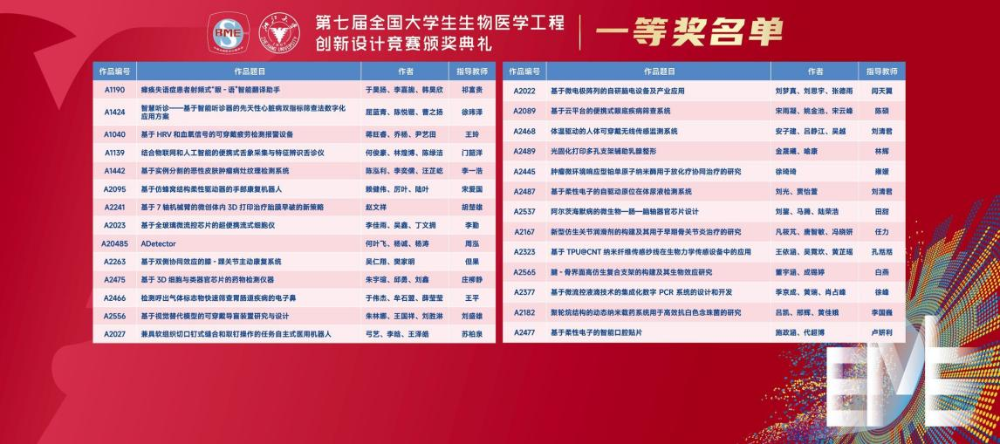 BME
浙江大学
1897
ZHEJIANG UNIVERSITY
第七届全国大学生生物医学工程
创新设计竞赛颁奖典礼
一等奖名单
作品编号 作品题目 作者 指导教师
A1190 瘫痪失语症患者射频式"眼-语"智能翻译助手 于昊扬、李嘉旎、韩昊欣 祁富贵
A1424 智慧听诊——基于智能听诊器的先天性心脏病双指标筛查法数字化
应用方案 屈蓝青、陈悦锴、曹之扬 徐玮泽
A1040 基于 HRV 和血氧信号的可穿戴疲劳检测报警设备 蒋旺睿、乔杨、尹艺田 王玲
A1139 结合物联网和人工智能的便携式舌象采集与特征辨识舌诊仪 何俊豪、林煌博、陈绿洁 门韶洋
A1442 基于实例分割的恶性皮肤肿瘤病灶纹理检测系统 陈泓利、李奕儒、汪芷屹 李一浩
A2095 基于仿蜂窝结构柔性驱动器的手部康复机器人 赖健伟、厉叶、陆叶 宋爱国
A2241 基于 7 轴机械臂的微创体内 3D 打印治疗胎膜早破的新策略 赵文祥 胡楚雄
A2023 基于全玻璃微流控芯片的超便携流式细胞仪 李佳雨、吴鑫、丁文拥 李勤
A20485 ADetector 何叶飞、杨诚、杨涛 周泓
A2263 基于双侧协同效应的膝-踝关节主动康复系统 吴仁翔、樊家明 但果
A2475 基于 3D 细胞与类器官芯片的药物检测仪器 朱宇瑄、邱勇、刘鑫 庄柳静
A2466 检测呼出气体标志物快速筛查胃肠道疾病的电子鼻 于伟杰、牟石盟、薛莹莹 王平
A2556 基于视觉替代模型的可穿戴导盲装置研究与设计 朱林娜、王国祥、刘胜淋 刘盛雄
A2027 兼具软组织切口钉式缝合和取钉操作的任务自主式医用机器人 弓艺、李晗、王泽皓 苏柏泉
作品编号 作品题目 作者 指导教师
A2022 基于微电极阵列的自研脑电设备及产业应用 刘梦真、刘思宇、张德雨 闫天翼
A2089 基于云平台的便携式眼底疾病筛查系统 宋雨凝、姚金池、宋云峰 陈硕
A2468 体温驱动的人体可穿戴无线传感监测系统 安子建、吕静江、吴越 刘清君
A2489 光固化打印多孔支架辅助乳腺整形 金晟曦、喻康 林辉
A2445 肿瘤微环境响应型铂单原子纳米酶用于放化疗协同治疗的研究 徐琦琦 雍媛
A2487 基于柔性电子的自驱动原位在体尿液检测系统 刘光、贾怡萱 刘清君
A2537 阿尔茨海默病的微生物—肠—脑轴器官芯片设计 刘鋆、马腾、陆荣浩 田甜
A2167 新型仿生关节润滑剂的构建及其用于早期骨关节炎治疗的研究 凡筱芃、唐智敏、冯晓妍 任力
A2323 基于 TPU@CNT 纳米纤维传感纱线在生物力学传感设备中的应用 王依涵、吴霓欢、黄芷瑶 孔湉湉
A2565 腱-骨界面高仿生复合支架的构建及其生物效应研究 董宇涵、成锡婷 白燕
A2377 基于微流控液滴技术的集成化数字 PCR 系统的设计和开发 季京成、黄瑞、肖占峰 徐峰
A2182 聚轮烷结构的动态纳米载药系统用于高效抗白色念珠菌的研究 吕凯、邢辉、黄佳娥 李国巍
A2477 基于柔性电子的智能口腔贴片 施政涵、代超博 卢妍利
BME